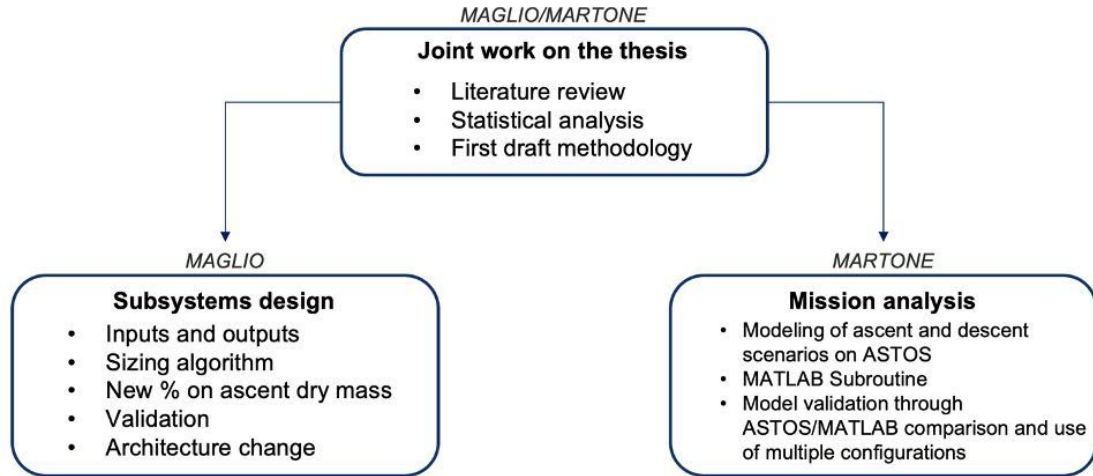 MAGLIO/MARTONE
Joint work on the thesis
• Literature review
• Statistical analysis
• First draft methodology
MAGLIO
Subsystems design
• Inputs and outputs
• Sizing algorithm
• New % on ascent dry mass
• Validation
• Architecture change
MARTONE
Mission analysis
• Modeling of ascent and descent
scenarios on ASTOS
• MATLAB Subroutine
• Model validation through
ASTOS/MATLAB comparison and use
of multiple configurations